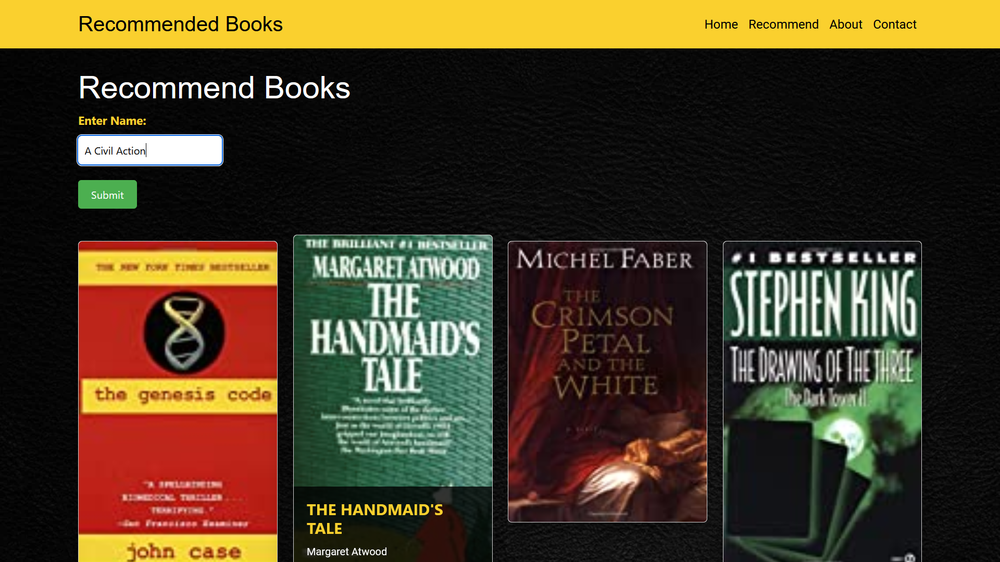 Recommended Books
Home Recommend About Contact
Recommend Books
Enter Name:
A Civil Action
Submit
THE NEW YORK TIMES BESTSELLER
the genesis code
"A SPELLBINDING
BIOMEDICAL THRILLER...
TERRIFYING."
-San Francisco Examiner
john case
THE BRILLIANT #1 BESTSELLER
MARGARET ATWOOD
THE
HANDMAID'S
TALE
THE HANDMAID'S
TALE
Margaret Atwood
MICHEL FABER
THE
CRIMSON
PETAL
AND THE
WHITE
#1 BESTSELLER
STEPHEN KING
THE DRAWING OF THE THREE
The Dark Tower II